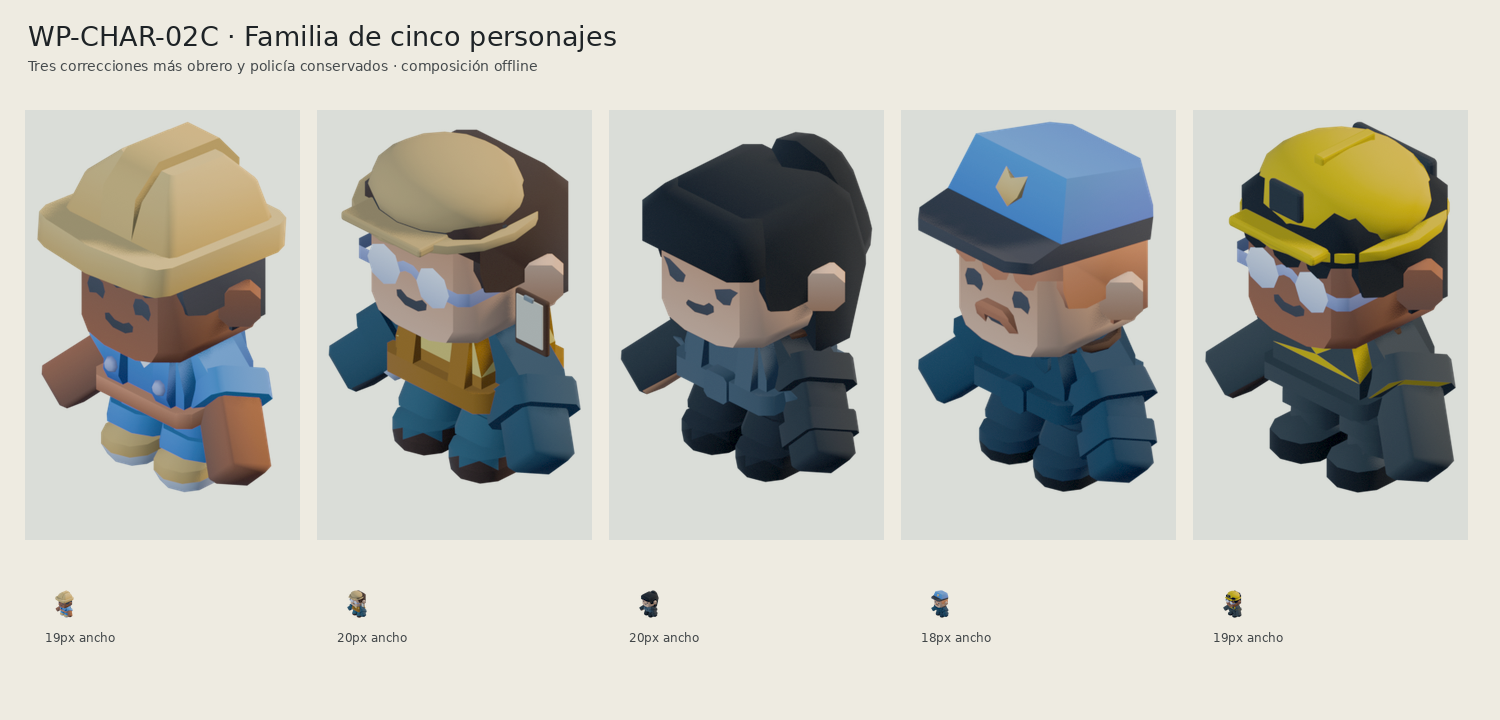 WP-CHAR-02C · Familia de cinco personajes
Tres correcciones más obrero y policía conservados · composición offline
19px ancho
20px ancho
20px ancho
18px ancho
19px ancho